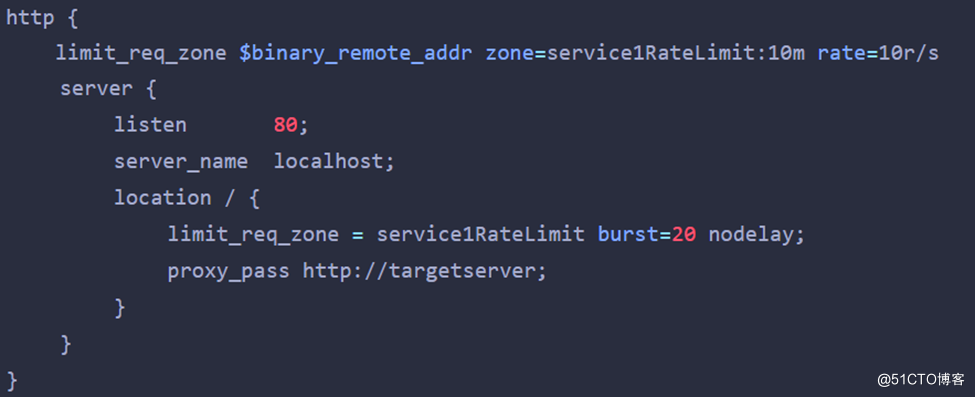 http {
    limit_req_zone $binary_remote_addr zone=service1RateLimit:10m rate=10r/s
    server {
        listen       80;
        server_name  localhost;
        location / {
            limit_req_zone = service1RateLimit burst=20 nodelay;
            proxy_pass http://targetserver;
        }
    }
}
@51CTO博客